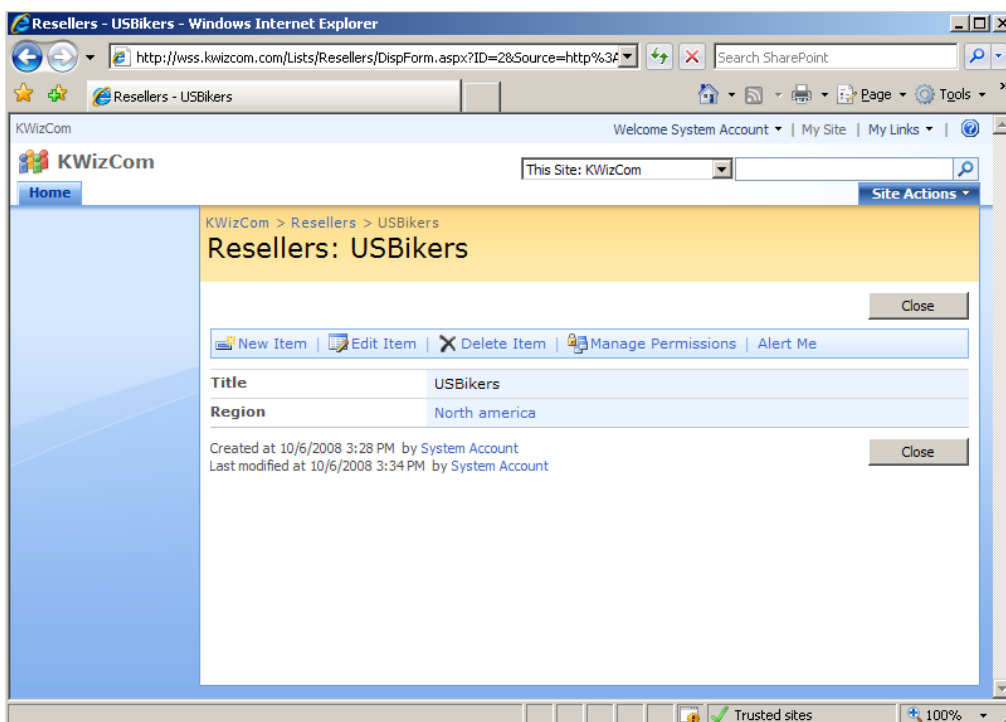 Resellers - USBikers - Windows Internet Explorer
http://wss.kwizcom.com/Lists/Resellers/DispForm.aspx?ID=2&Source=http%3A
Search SharePoint
Resellers - USBikers
Page
Tools
KWizCom
Welcome System Account | My Site | My Links |
KWizCom
This Site: KWizCom
Home
Site Actions
KWizCom > Resellers > USBikers
Resellers: USBikers
Close
New Item | Edit Item | Delete Item | Manage Permissions | Alert Me
Title USBikers
Region North america
Created at 10/6/2008 3:28 PM by System Account
Close
Last modified at 10/6/2008 3:34 PM by System Account
Trusted sites
100%